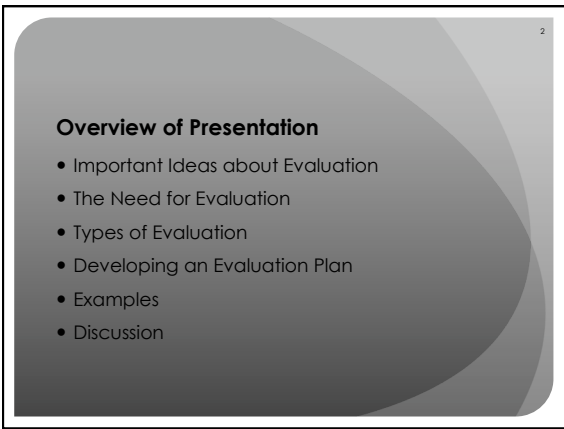 2
Overview of Presentation
• Important Ideas about Evaluation
• The Need for Evaluation
• Types of Evaluation
• Developing an Evaluation Plan
• Examples
• Discussion